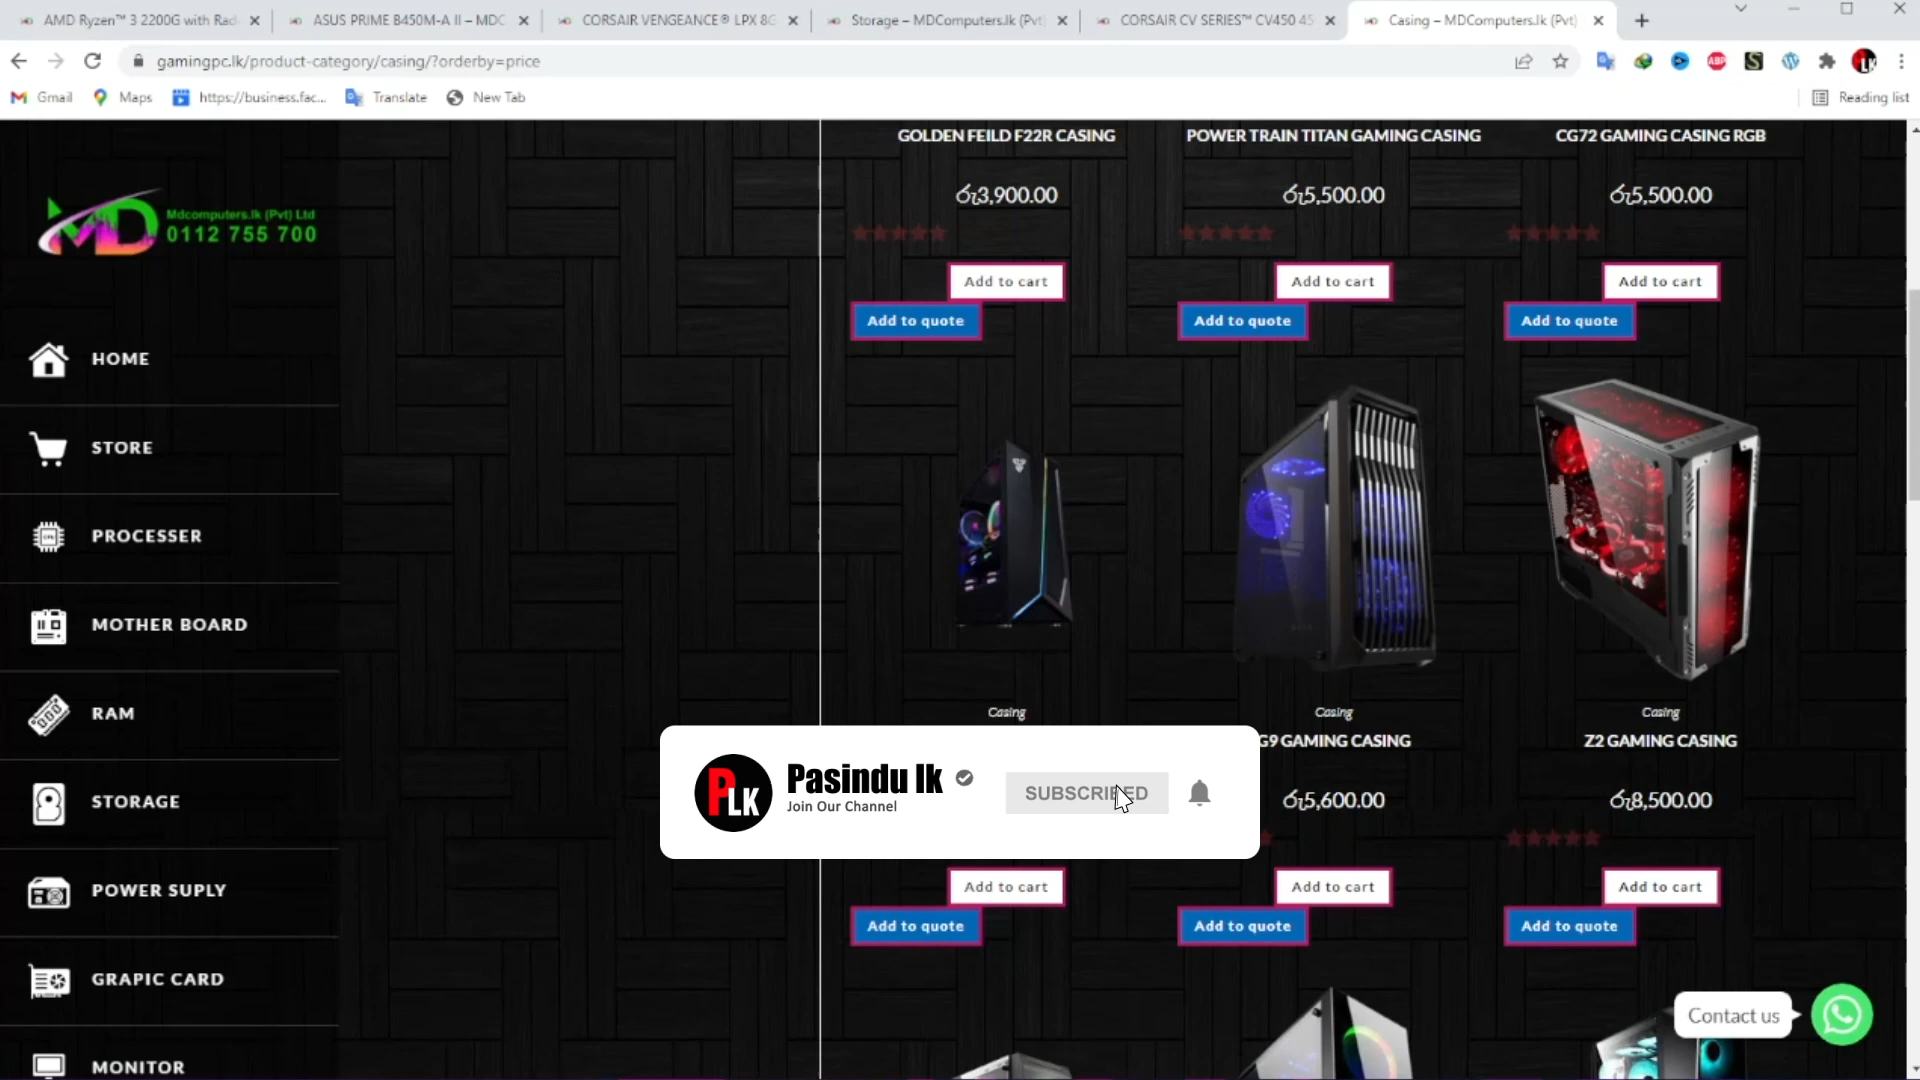 AMD Ryzen™ 3 2200G with Rad
ASUS PRIME B450M-A II – MDC
CORSAIR VENGEANCE® LPX 8G
Storage – MDComputers.lk (Pvt)
CORSAIR CV SERIES™ CV450 45
Casing – MDComputers.lk (Pvt)
gamingpc.lk/product-category/casing/?orderby=price
ABP
LK
Gmail
Maps
https://business.fac...
Translate
New Tab
Reading list
MD
Mdcomputers.lk (Pvt) Ltd
0112 755 700
HOME
STORE
PROCESSER
MOTHER BOARD
RAM
STORAGE
POWER SUPLY
GRAPIC CARD
MONITOR
GOLDEN FEILD F22R CASING
POWER TRAIN TITAN GAMING CASING
CG72 GAMING CASING RGB
රු3,900.00
රු5,500.00
රු5,500.00
Add to cart
Add to cart
Add to cart
Add to quote
Add to quote
Add to quote
Casing
Casing
Casing
G9 GAMING CASING
Z2 GAMING CASING
රු5,600.00
රු8,500.00
PLK
Pasindu lk
Join Our Channel
SUBSCRIBED
Add to cart
Add to cart
Add to cart
Add to quote
Add to quote
Add to quote
Contact us